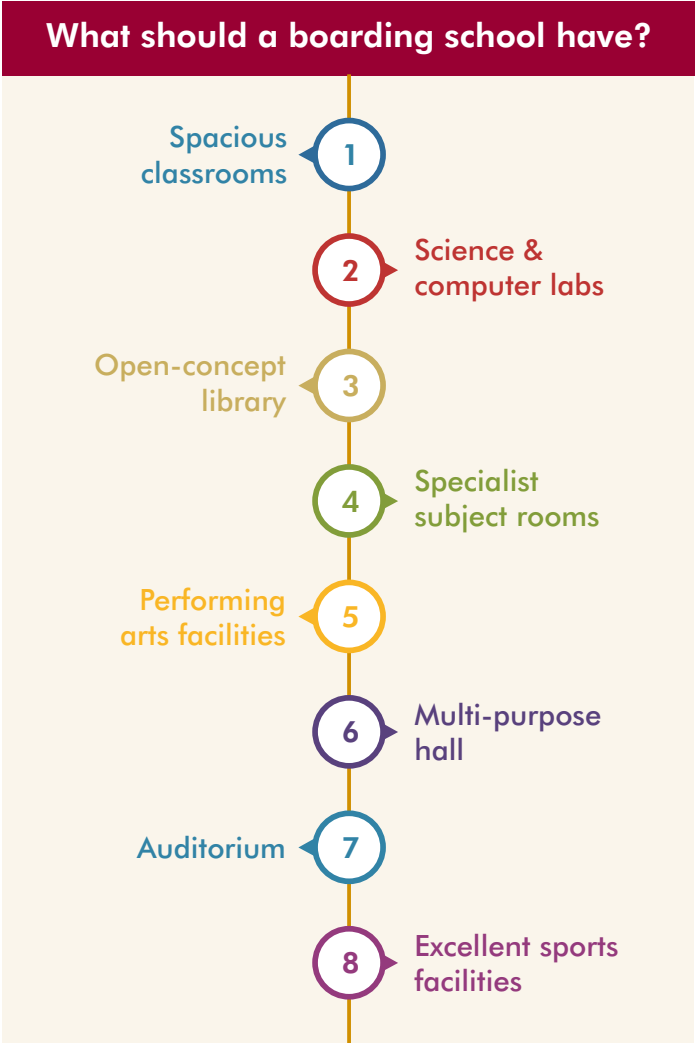 What should a boarding school have?
Spacious
classrooms
1
2
Science &
computer labs
Open-concept
library
3
4
Specialist
subject rooms
Performing
arts facilities
5
6
Multi-purpose
hall
Auditorium
7
8
Excellent sports
facilities